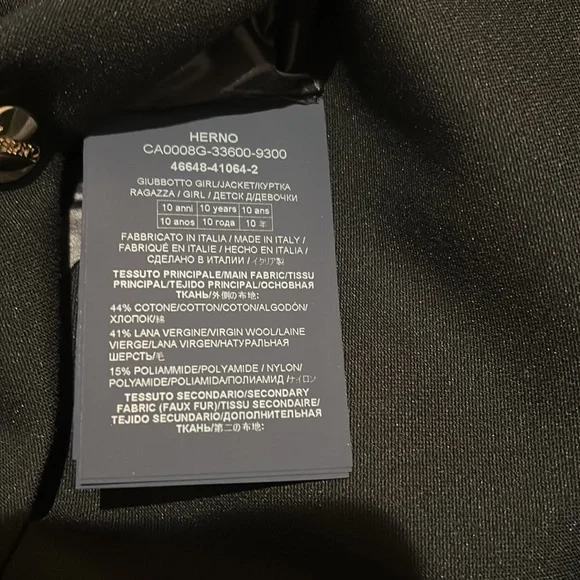 HERNO
CA0008G-33600-9300
46648-41064-2
GIUBBOTTO GIRL/JACKET/КУРТКА
RAGAZZA / GIRL / ДЕТСК Д/ДЕВОЧКИ
10 anni 10 years 10 ans
10 anos 10 года 10 年
FABBRICATO IN ITALIA / MADE IN ITALY /
FABRIQUÉ EN ITALIE / HECHO EN ITALIA /
СДЕЛАНО В ИТАЛИИ / イタリア製
TESSUTO PRINCIPALE/MAIN FABRIC/TISSU
PRINCIPAL/TEJIDO PRINCIPAL/ОСНОВНАЯ
ТКАНЬ/外側の布地:
44% COTONE/COTTON/COTON/ALGODÓN/
ХЛОПОК/綿
41% LANA VERGINE/VIRGIN WOOL/LAINE
VIERGE/LANA VIRGEN/НАТУРАЛЬНАЯ
ШЕРСТЬ/毛
15% POLIAMMIDE/POLYAMIDE / NYLON/
POLYAMIDE/POLIAMIDA/ПОЛИАМИД /ナイロン
TESSUTO SECONDARIO/SECONDARY
FABRIC (FAUX FUR)/TISSU SECONDAIRE/
TEJIDO SECUNDARIO/ДОПОЛНИТЕЛЬНАЯ
ТКАНЬ/第二の布地: